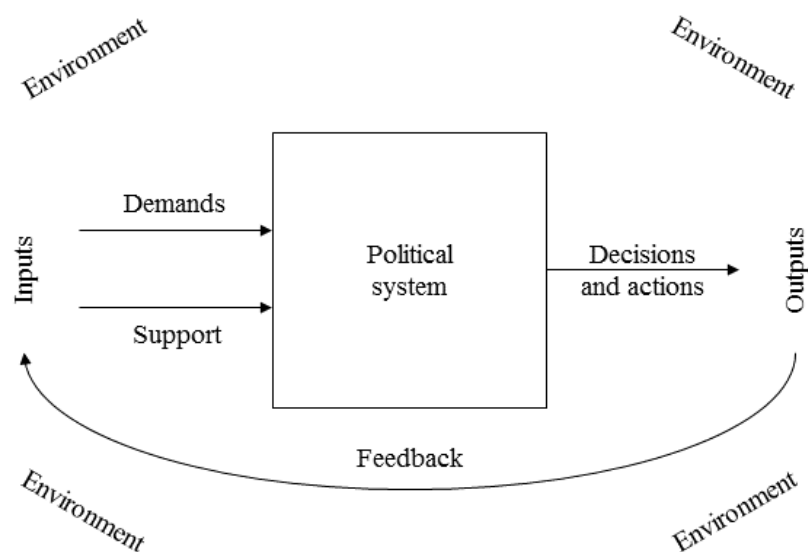 Environment
Environment
Demands
Inputs
Political
system
Decisions
and actions
Outputs
Support
Feedback
Environment
Environment